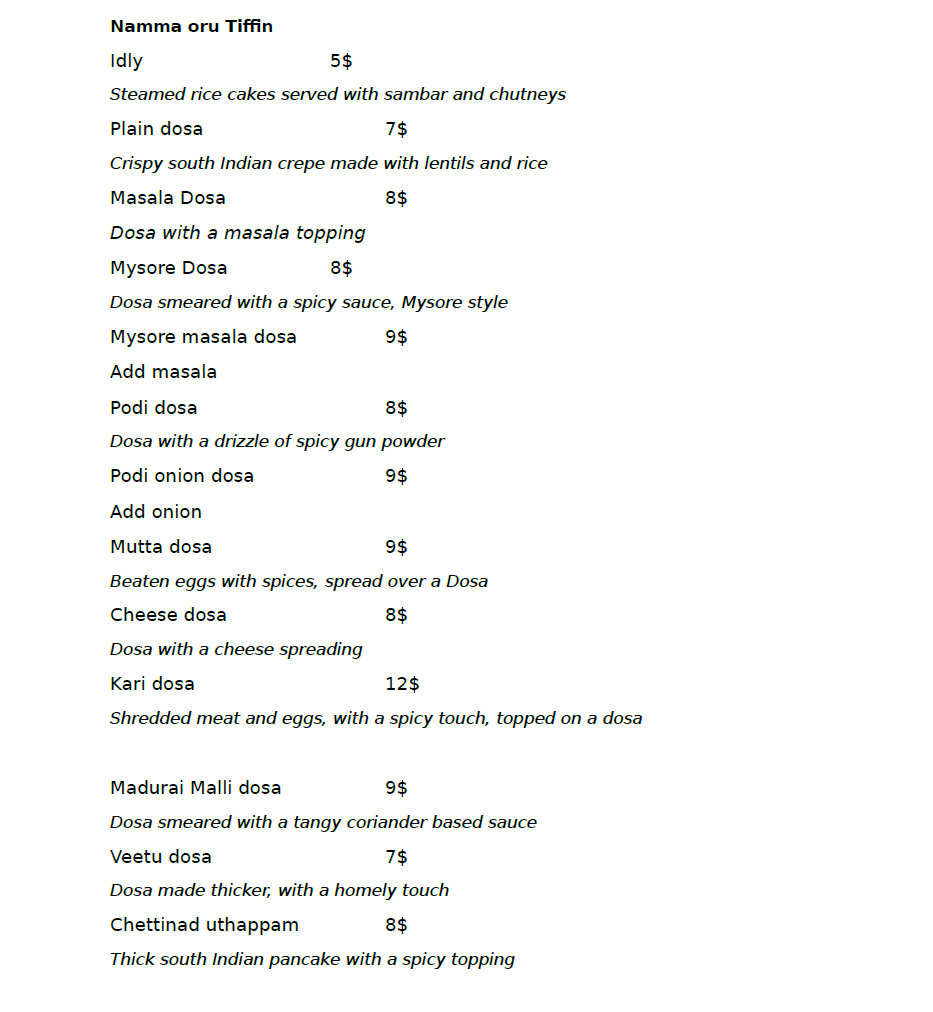 Namma oru Tiffin
Idly 5$
Steamed rice cakes served with sambar and chutneys
Plain dosa 7$
Crispy south Indian crepe made with lentils and rice
Masala Dosa 8$
Dosa with a masala topping
Mysore Dosa 8$
Dosa smeared with a spicy sauce, Mysore style
Mysore masala dosa 9$
Add masala
Podi dosa 8$
Dosa with a drizzle of spicy gun powder
Podi onion dosa 9$
Add onion
Mutta dosa 9$
Beaten eggs with spices, spread over a Dosa
Cheese dosa 8$
Dosa with a cheese spreading
Kari dosa 12$
Shredded meat and eggs, with a spicy touch, topped on a dosa
Madurai Malli dosa 9$
Dosa smeared with a tangy coriander based sauce
Veetu dosa 7$
Dosa made thicker, with a homely touch
Chettinad uthappam 8$
Thick south Indian pancake with a spicy topping